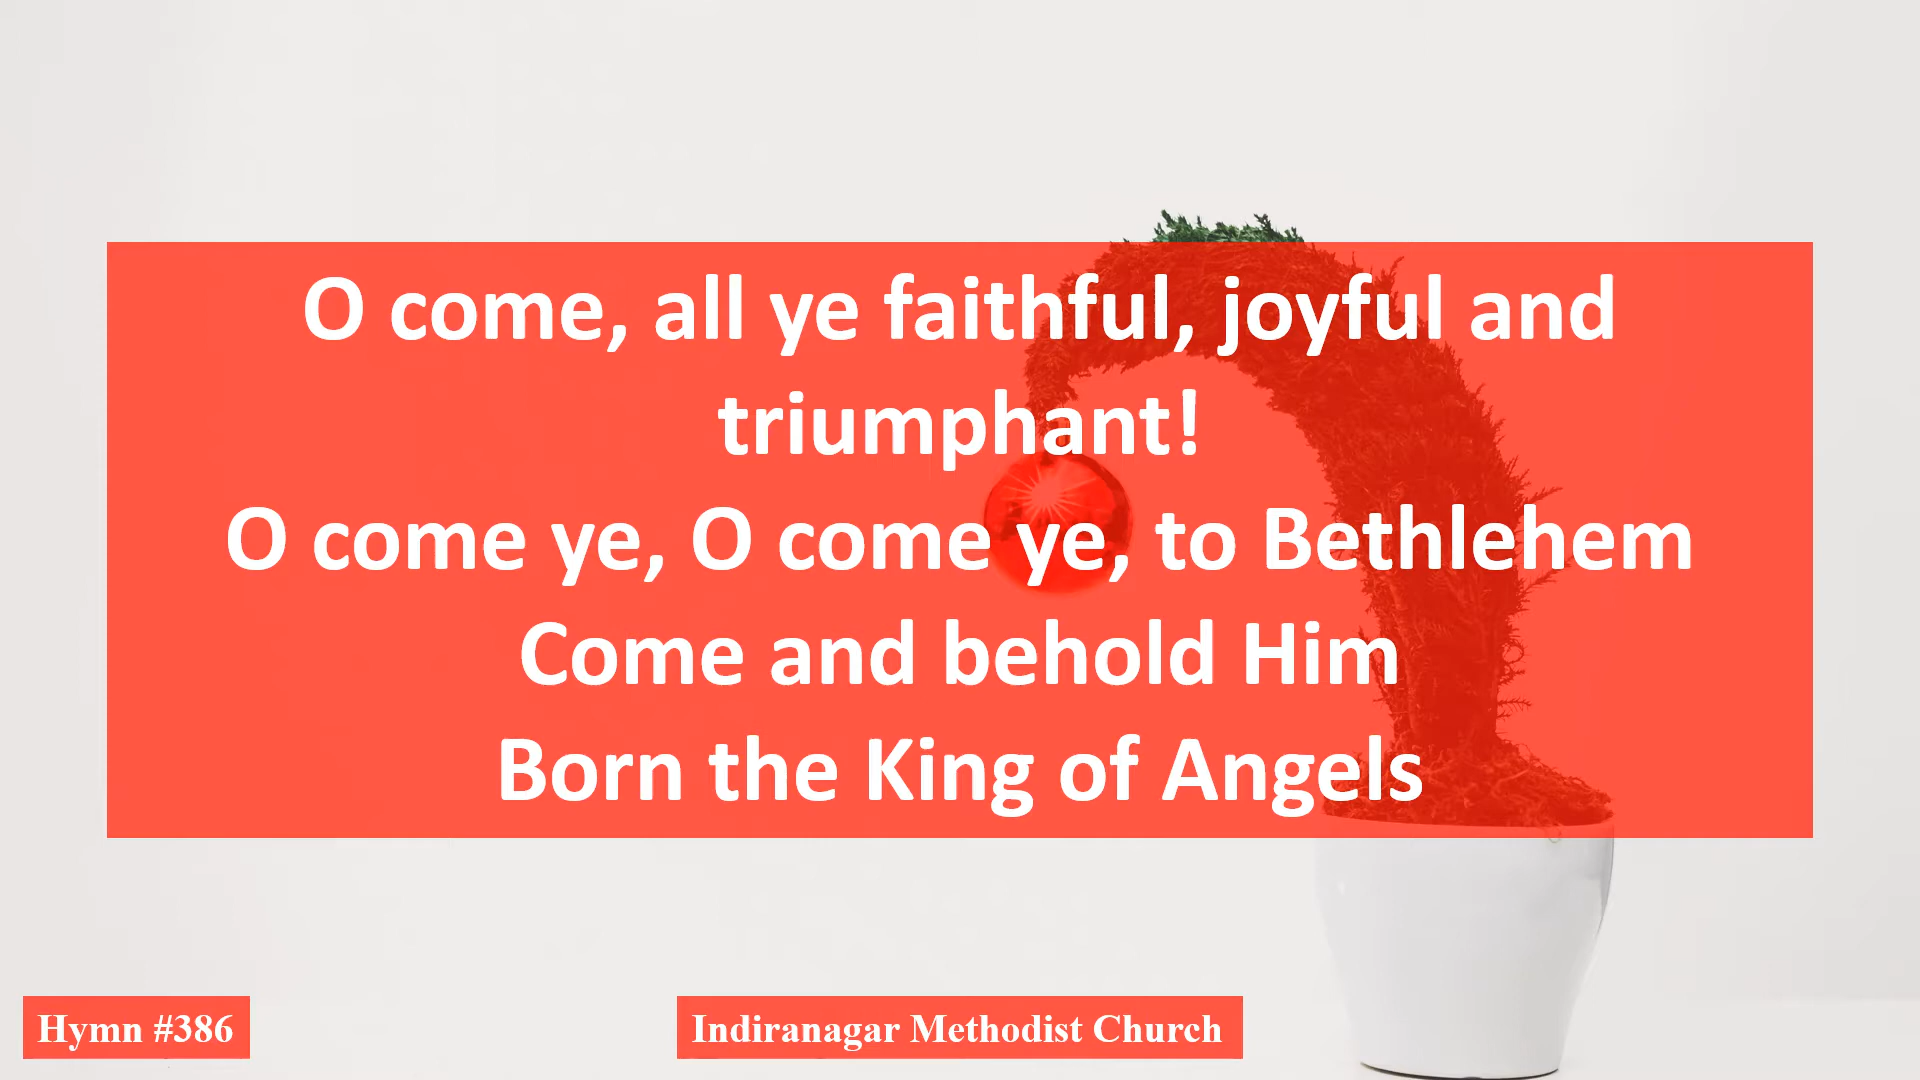 O come, all ye faithful, joyful and
triumphant!
O come ye, O come ye, to Bethlehem
Come and behold Him
Born the King of Angels
Hymn #386
Indiranagar Methodist Church